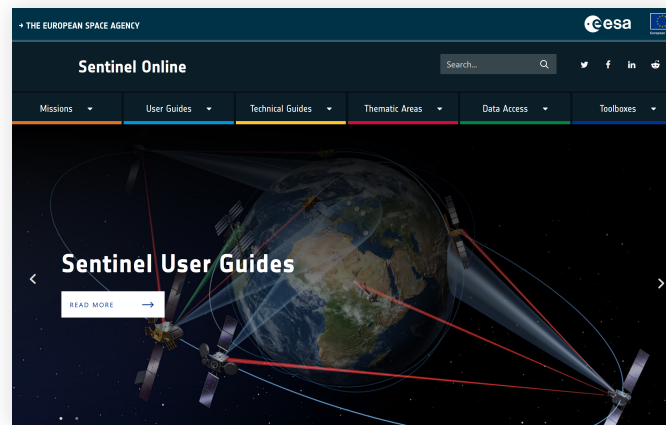 → THE EUROPEAN SPACE AGENCY
esa
Sentinel Online
Search...
Missions
User Guides
Technical Guides
Thematic Areas
Data Access
Toolboxes
Sentinel User Guides
READ MORE